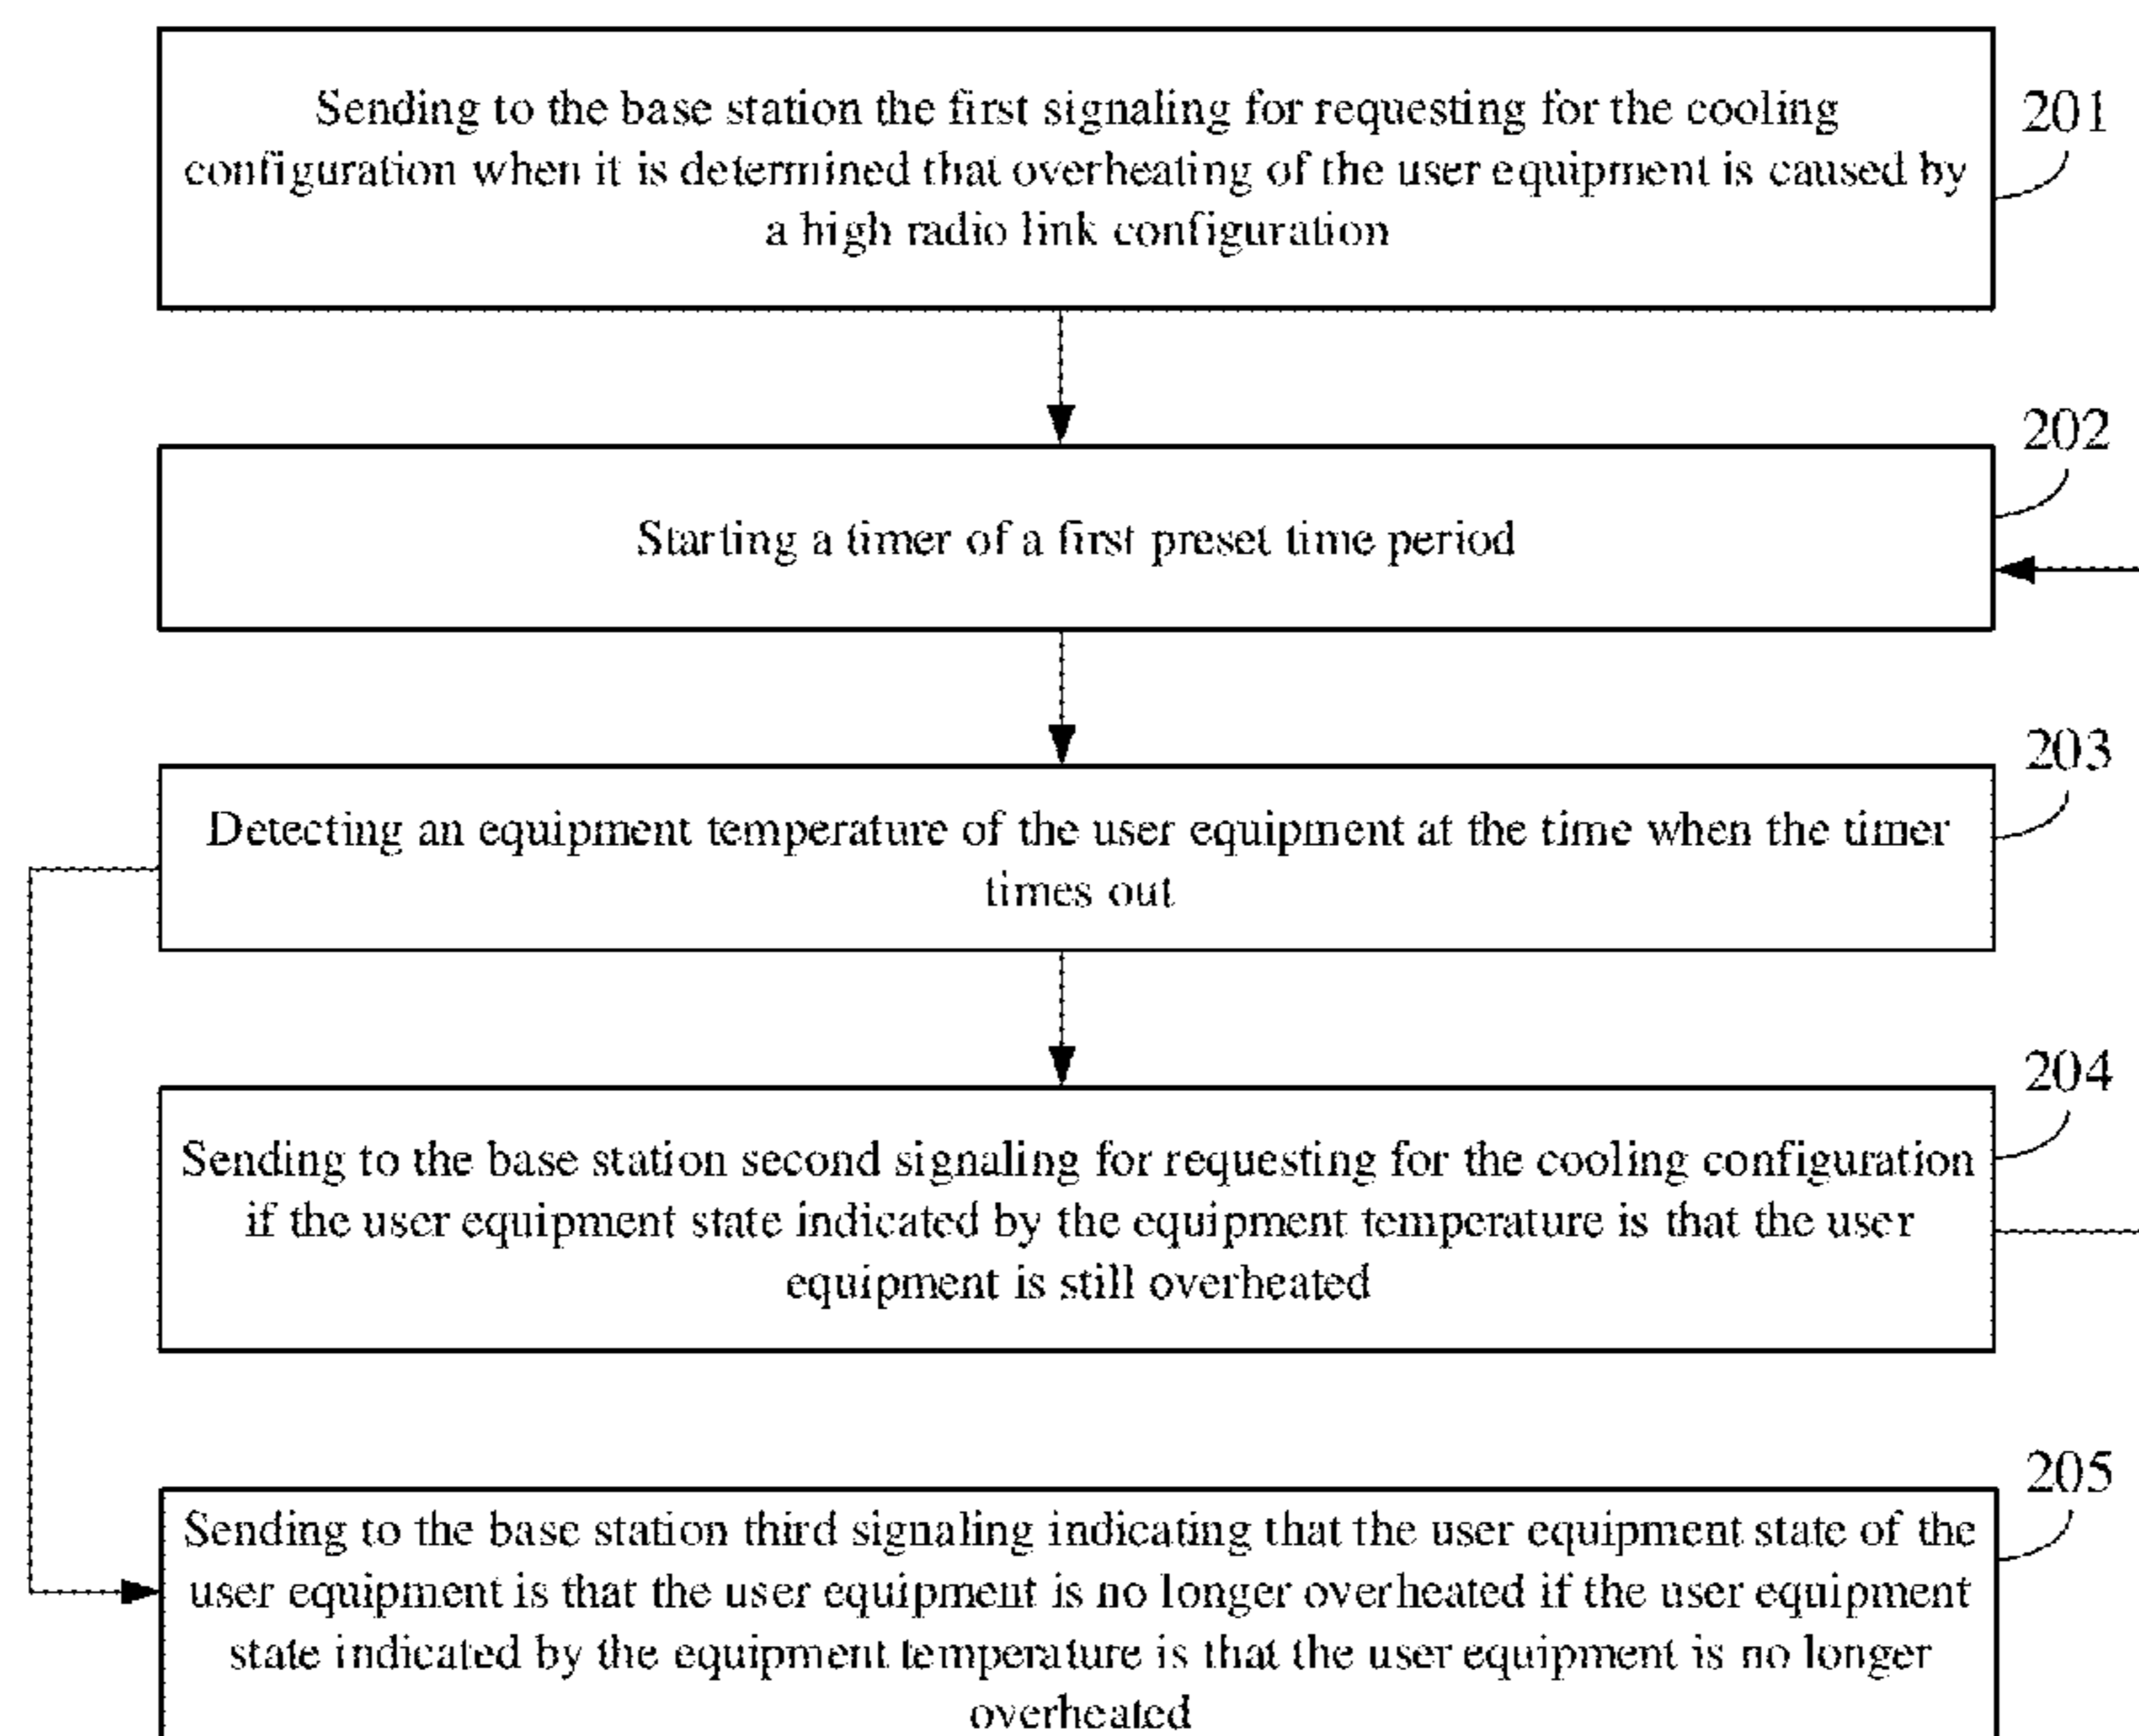 Sending to the base station the first signaling for requesting for the cooling
configuration when it is determined that overheating of the user equipment is caused by
a high radio link configuration
201
Starting a timer of a first preset time period
202
Detecting an equipment temperature of the user equipment at the time when the timer
times out
203
Sending to the base station second signaling for requesting for the cooling configuration
if the user equipment state indicated by the equipment temperature is that the user
equipment is still overheated
204
Sending to the base station third signaling indicating that the user equipment state of the
user equipment is that the user equipment is no longer overheated if the user equipment
state indicated by the equipment temperature is that the user equipment is no longer
overheated
205